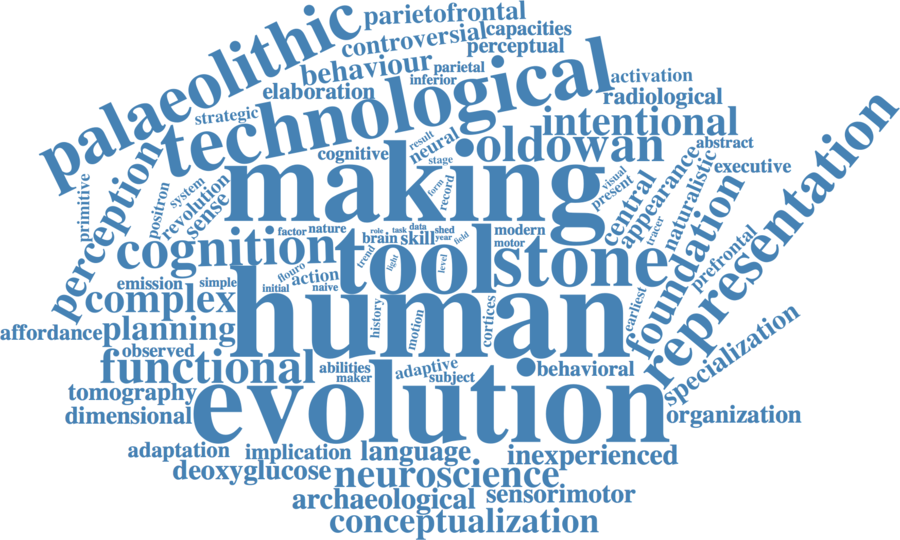 parietofrontal
palaeolithic
controversial
capacities
perceptual
behaviour
parietal
inferior
elaboration
technological
activation
radiological
strategic
intentional
result
neural
stage
cognitive
oldowan
abstract
making
executive
primitive
perception
positron
system
revolution
sense
form
record
visual
present
central
appearance
naturalistic
tracer
foundation
representation
prefrontal
cognition
factor
nature
brain
role
task
data
skill
shed
year
field
modern
motor
tool
stone
trend
light
level
flouro
action
emission
simple
initial
naive
complex
human
history
motion
cortices
earliest
affordance
planning
observed
functional
abilities
maker
adaptive
subject
behavioral
specialization
tomography
dimensional
evolution
organization
adaptation
implication
language
inexperienced
deoxyglucose
neuroscience
archaeological
sensorimotor
conceptualization